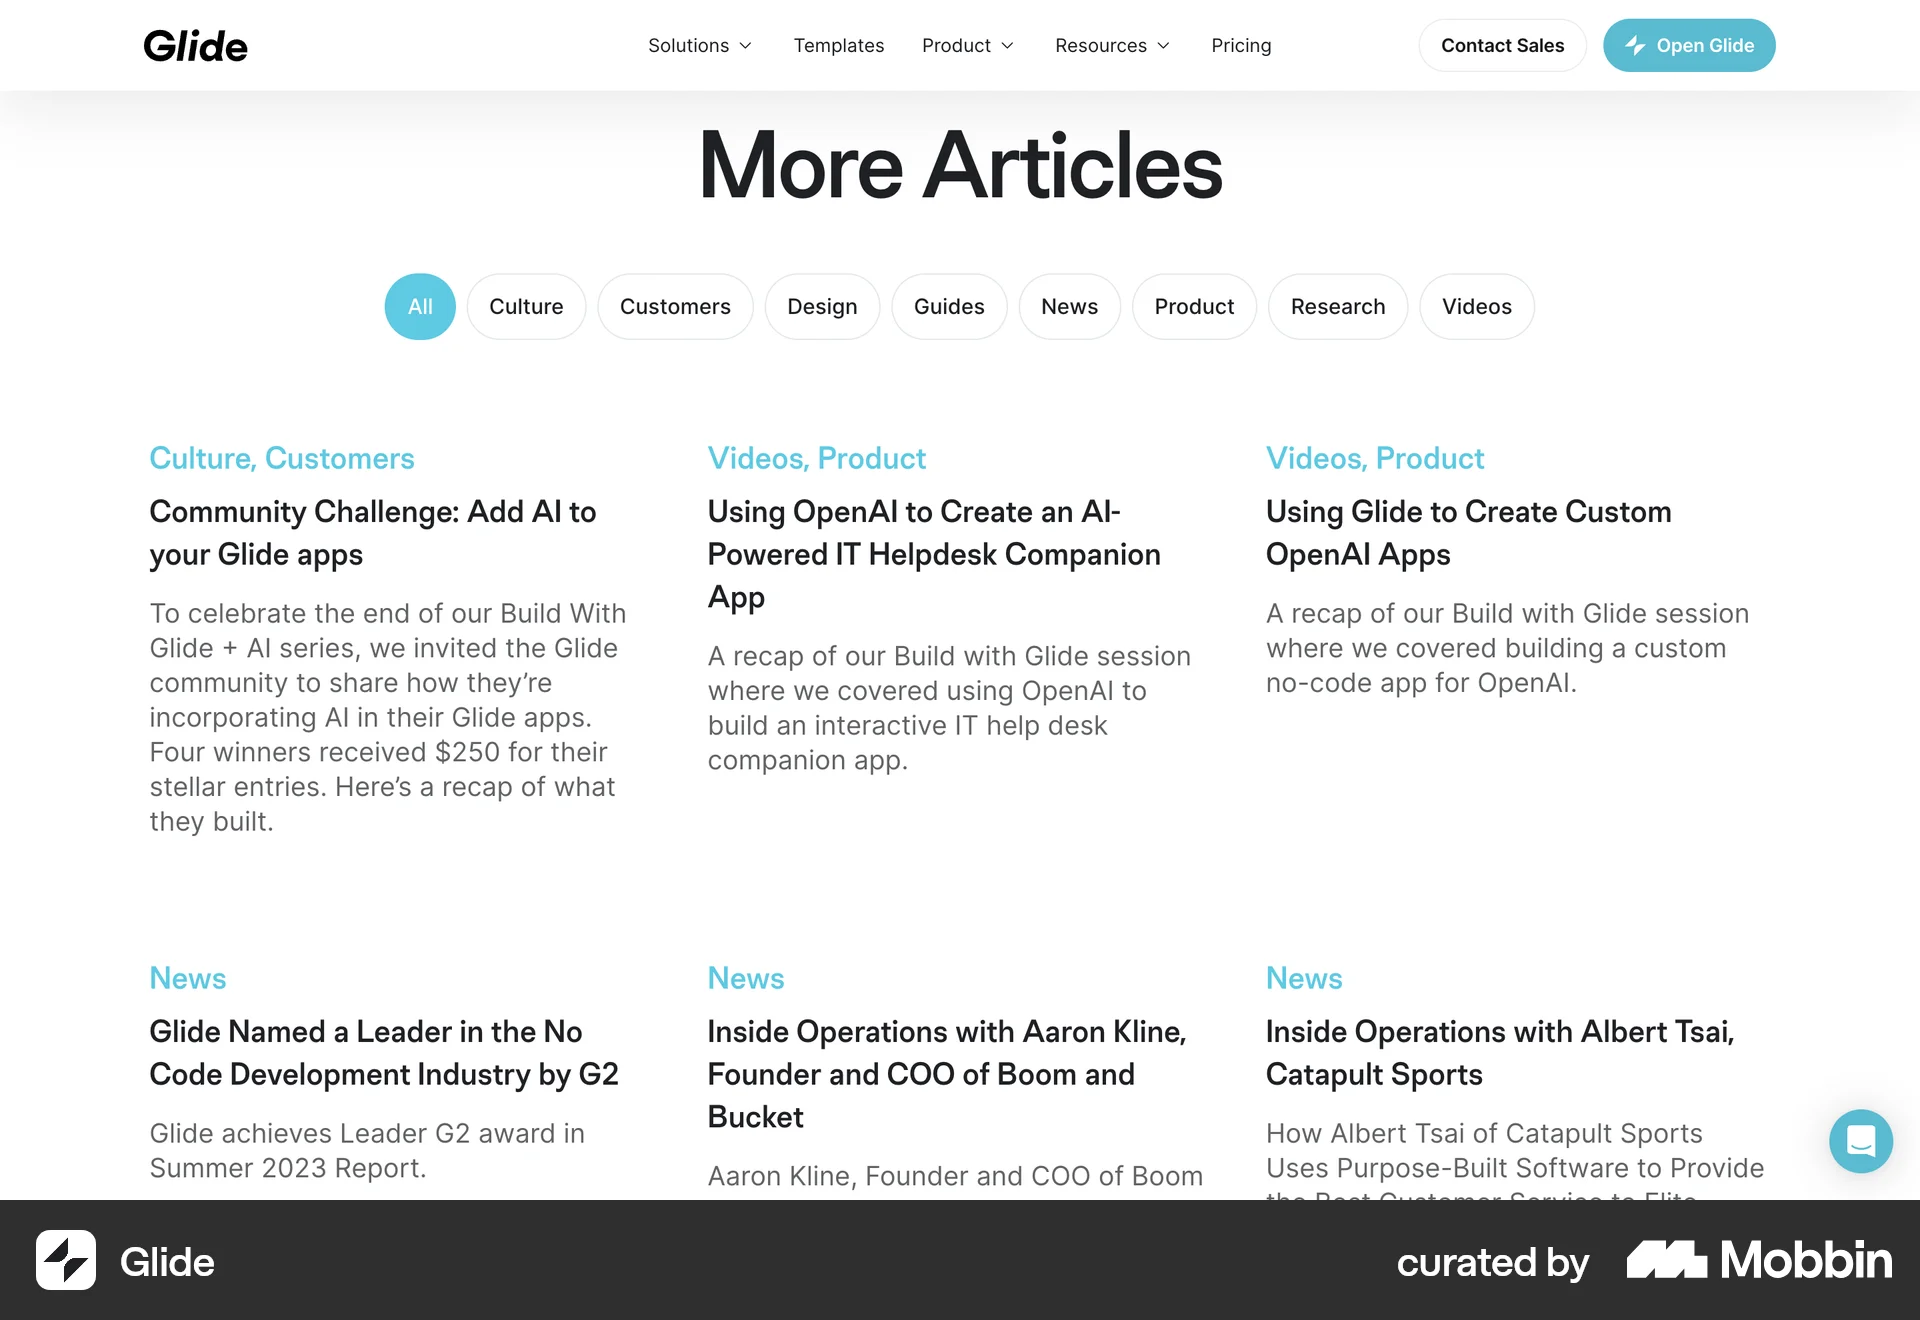 Glide
Solutions
Templates
Product
Resources
Pricing
Contact Sales
Open Glide
More Articles
All
Culture
Customers
Design
Guides
News
Product
Research
Videos
Culture, Customers
Community Challenge: Add AI to
your Glide apps
To celebrate the end of our Build With
Glide + AI series, we invited the Glide
community to share how they’re
incorporating AI in their Glide apps.
Four winners received $250 for their
stellar entries. Here’s a recap of what
they built.
Videos, Product
Using OpenAI to Create an AI-
Powered IT Helpdesk Companion
App
A recap of our Build with Glide session
where we covered using OpenAI to
build an interactive IT help desk
companion app.
Videos, Product
Using Glide to Create Custom
OpenAI Apps
A recap of our Build with Glide session
where we covered building a custom
no-code app for OpenAI.
News
Glide Named a Leader in the No
Code Development Industry by G2
Glide achieves Leader G2 award in
Summer 2023 Report.
News
Inside Operations with Aaron Kline,
Founder and COO of Boom and
Bucket
Aaron Kline, Founder and COO of Boom
News
Inside Operations with Albert Tsai,
Catapult Sports
How Albert Tsai of Catapult Sports
Uses Purpose-Built Software to Provide
the Best Customer Service to Elite
Glide
curated by
Mobbin